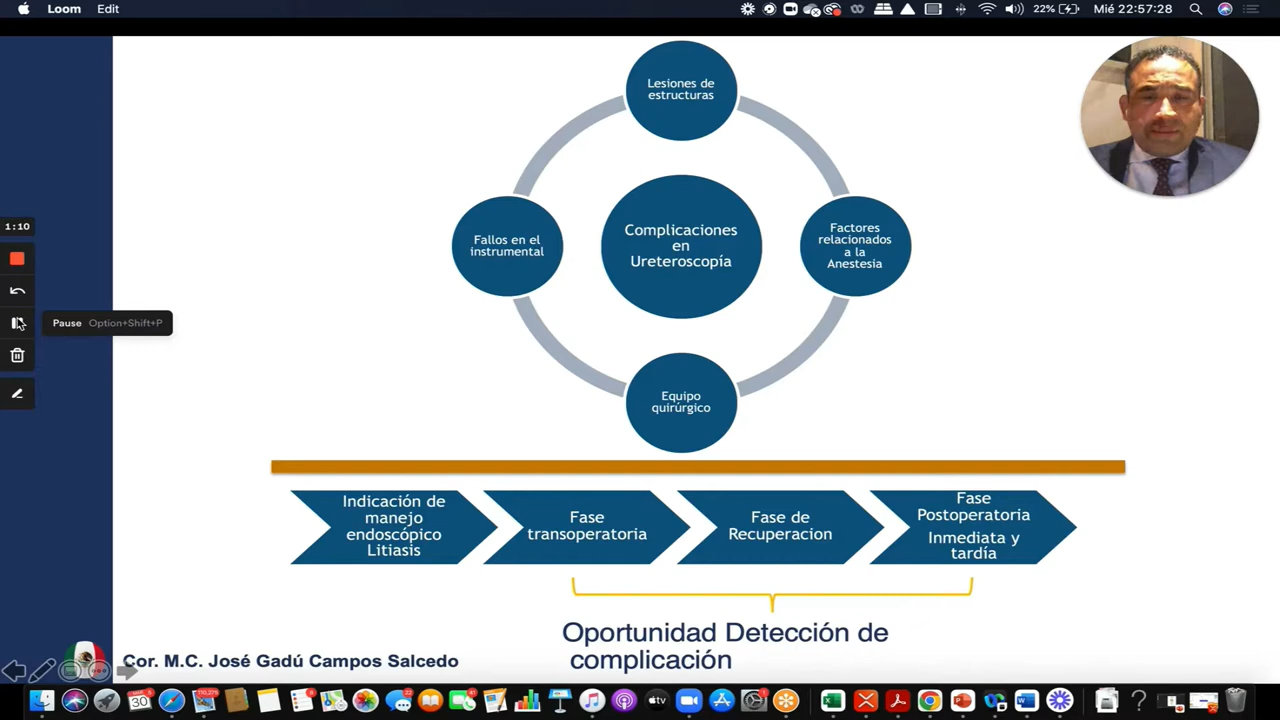 Loom Edit 22% Mié 22:57:28
Lesiones de
estructuras
Complicaciones
en
Ureteroscopía
Fallos en el
instrumental
Factores
relacionados
a la
Anestesia
Equipo
quirúrgico
1:10
Pause Option+Shift+P
Indicación de
manejo
endoscópico
Litiasis
Fase
transoperatoria
Fase de
Recuperacion
Fase
Postoperatoria
Inmediata y
tardía
Oportunidad Detección de
complicación
Cor. M.C. José Gadú Campos Salcedo